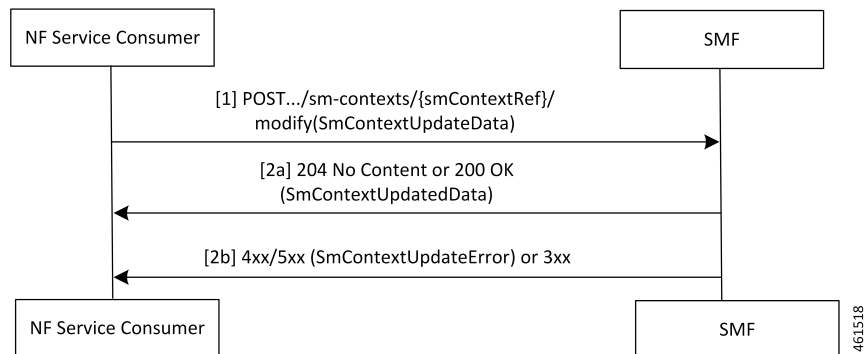 NF Service Consumer
SMF
[1] POST.../sm-contexts/{smContextRef}/
modify(SmContextUpdateData)
[2a] 204 No Content or 200 OK
(SmContextUpdatedData)
[2b] 4xx/5xx (SmContextUpdateError) or 3xx
NF Service Consumer
SMF
461518